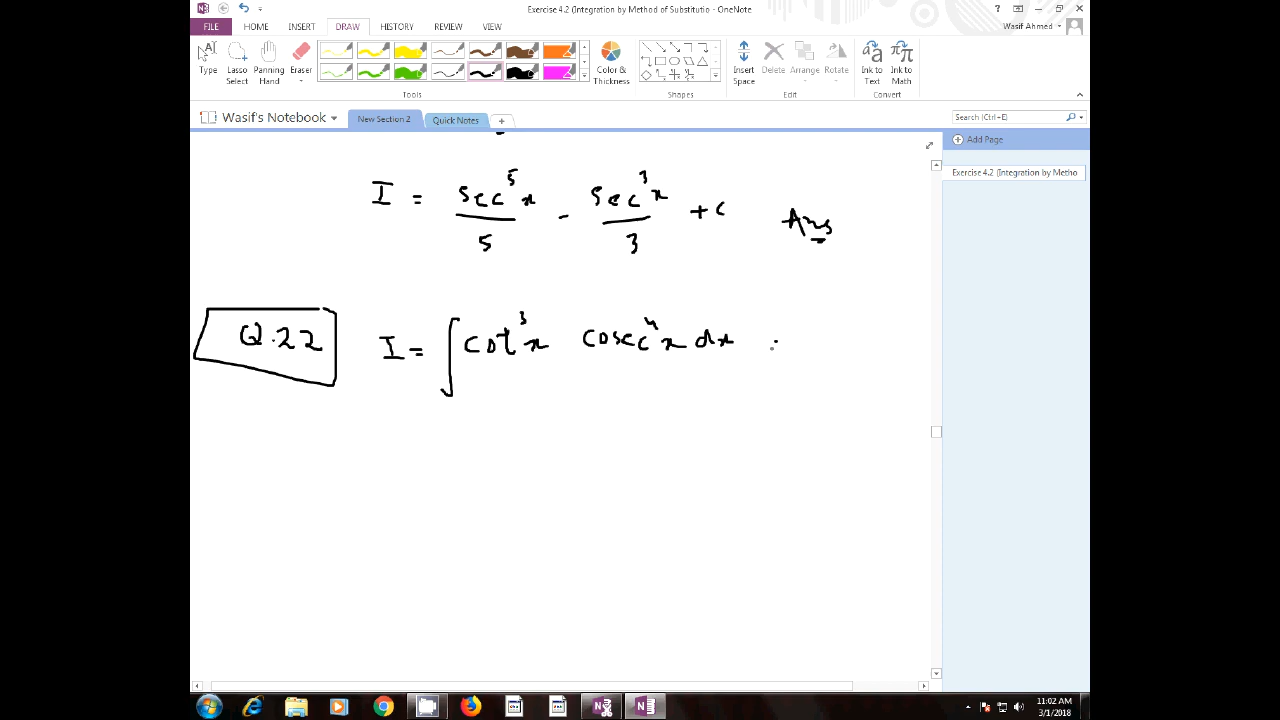 Exercise 4.2 (Integration by Method of Substitutio - OneNote
FILE HOME INSERT DRAW HISTORY REVIEW VIEW
Wasif Ahmed
Type
Lasso Select
Panning Hand
Eraser
Color & Thickness
Insert Space
Delete
Arrange
Rotate
Ink to Text
Ink to Math
Tools
Shapes
Edit
Convert
Wasif's Notebook
New Section 2
Quick Notes
Search (Ctrl+E)
Add Page
Exercise 4.2 (Integration by Metho
I = sec⁵x/5 - sec³x/3 + c Ans
Q.22 I = ∫cot³x cosec⁴x dx
11:02 AM
3/1/2018